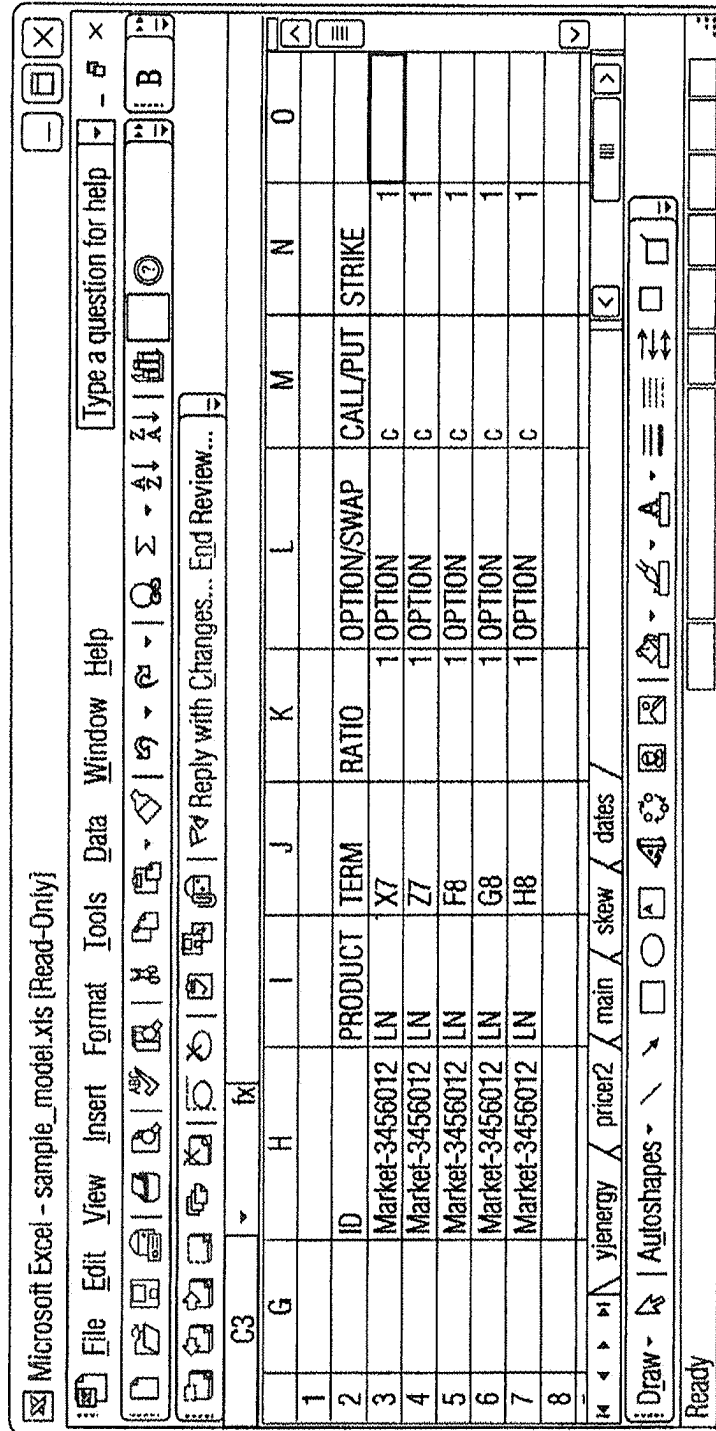 Microsoft Excel - sample_model.xls [Read-Only]
File Edit View Insert Format Tools Data Window Help Type a question for help
ABC Σ A Z Z A ? B
Reply with Changes... End Review...
C3 fx
G H I J K L M N O
1
2 ID PRODUCT TERM RATIO OPTION/SWAP CALL/PUT STRIKE
3 Market-3456012 LN X7 1 OPTION C 1
4 Market-3456012 LN Z7 1 OPTION C 1
5 Market-3456012 LN F8 1 OPTION C 1
6 Market-3456012 LN G8 1 OPTION C 1
7 Market-3456012 LN H8 1 OPTION C 1
8
yjenergy pricer2 main skew dates
Draw Autoshapes A A
Ready